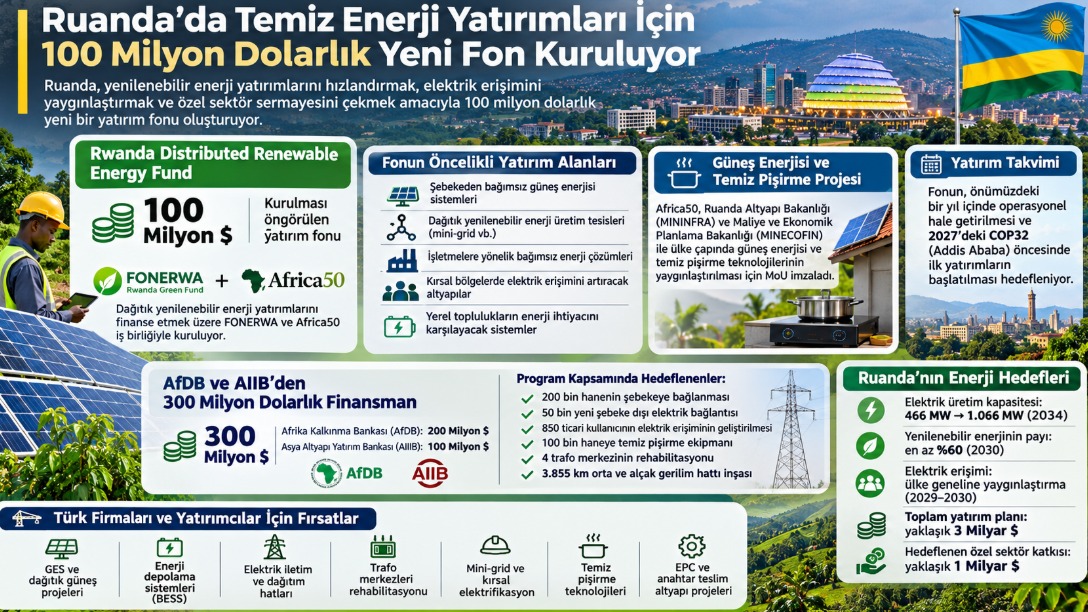 Ruanda'da Temiz Enerji Yatırımları İçin
100 Milyon Dolarlık Yeni Fon Kuruluyor
Ruanda, yenilenebilir enerji yatırımlarını hızlandırmak, elektrik erişimini
yaygınlaştırmak ve özel sektör sermayesini çekmek amacıyla 100 milyon dolarlık
yeni bir yatırım fonu oluşturuyor.
Rwanda Distributed Renewable
Energy Fund
100
Milyon $
Kurulması
öngörülen
yatırım fonu
FONERWA
Rwanda Green Fund
+
Africa50
Dağıtık yenilenebilir enerji yatırımlarını
finanse etmek üzere FONERWA ve Africa50
iş birliğiyle kuruluyor.
Fonun Öncelikli Yatırım Alanları
Şebekeden bağımsız güneş enerjisi
sistemleri
Dağıtık yenilenebilir enerji üretim tesisleri
(mini-grid vb.)
İşletmelere yönelik bağımsız enerji çözümleri
Kırsal bölgelerde elektrik erişimini artıracak
altyapılar
Yerel toplulukların enerji ihtiyacını
karşılayacak sistemler
Güneş Enerjisi ve
Temiz Pişirme Projesi
Africa50, Ruanda Altyapı Bakanlığı
(MININFRA) ve Maliye ve Ekonomik
Planlama Bakanlığı (MINECOFIN)
ile ülke çapında güneş enerjisi ve
temiz pişirme teknolojilerinin
yaygınlaştırılması için MoU imzaladı.
Yatırım Takvimi
Fonun, önümüzdeki
bir yıl içinde operasyonel
hale getirilmesi ve
2027'deki COP32
(Addis Ababa) öncesinde
ilk yatırımların
başlatılması hedefleniyor.
AfDB ve AIIB'den
300 Milyon Dolarlık Finansman
300
Milyon $
Afrika Kalkınma Bankası (AfDB): 200 Milyon $
Asya Altyapı Yatırım Bankası (AIIB): 100 Milyon $
AfDB
AIIB
Program Kapsamında Hedeflenenler:
200 bin hanenin şebekeye bağlanması
50 bin yeni şebeke dışı elektrik bağlantısı
850 ticari kullanıcının elektrik erişiminin geliştirilmesi
100 bin haneye temiz pişirme ekipmanı
4 trafo merkezinin rehabilitasyonu
3.855 km orta ve alçak gerilim hattı inşası
Ruanda'nın Enerji Hedefleri
Elektrik üretim kapasitesi:
466 MW → 1.066 MW (2034)
Yenilenebilir enerjinin payı:
en az %60 (2030)
Elektrik erişimi:
ülke geneline yaygınlaştırma
(2029–2030)
Toplam yatırım planı:
yaklaşık 3 Milyar $
Hedeflenen özel sektör katkısı:
yaklaşık 1 Milyar $
Türk Firmaları ve Yatırımcılar İçin Fırsatlar
GES ve
dağıtık güneş
projeleri
Enerji
depolama
sistemleri
(BESS)
Elektrik iletim
ve dağıtım
hatları
Trafo
merkezleri
rehabilitasyonu
Mini-grid ve
kırsal
elektrifikasyon
Temiz
pişirme
teknolojileri
EPC ve
anahtar teslim
altyapı projeleri